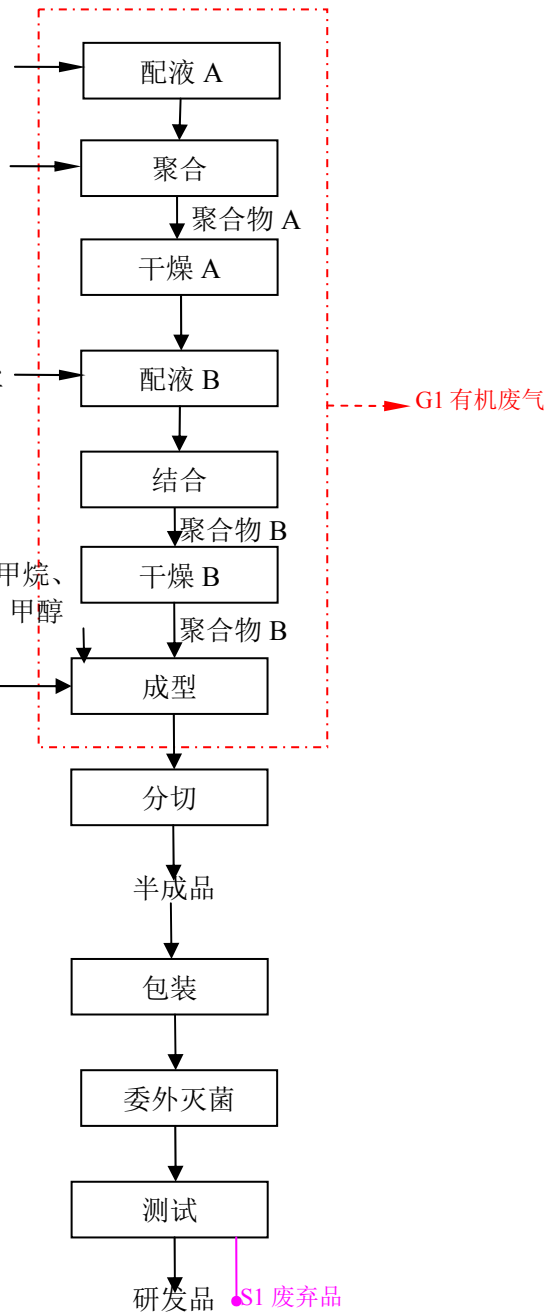 配液 A
聚合
聚合物 A
干燥 A
配液 B
G1 有机废气
结合
聚合物 B
甲烷、
甲醇
干燥 B
聚合物 B
成型
分切
半成品
包装
委外灭菌
测试
研发品
S1 废弃品